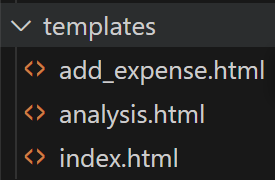 templates
add_expense.html
analysis.html
index.html